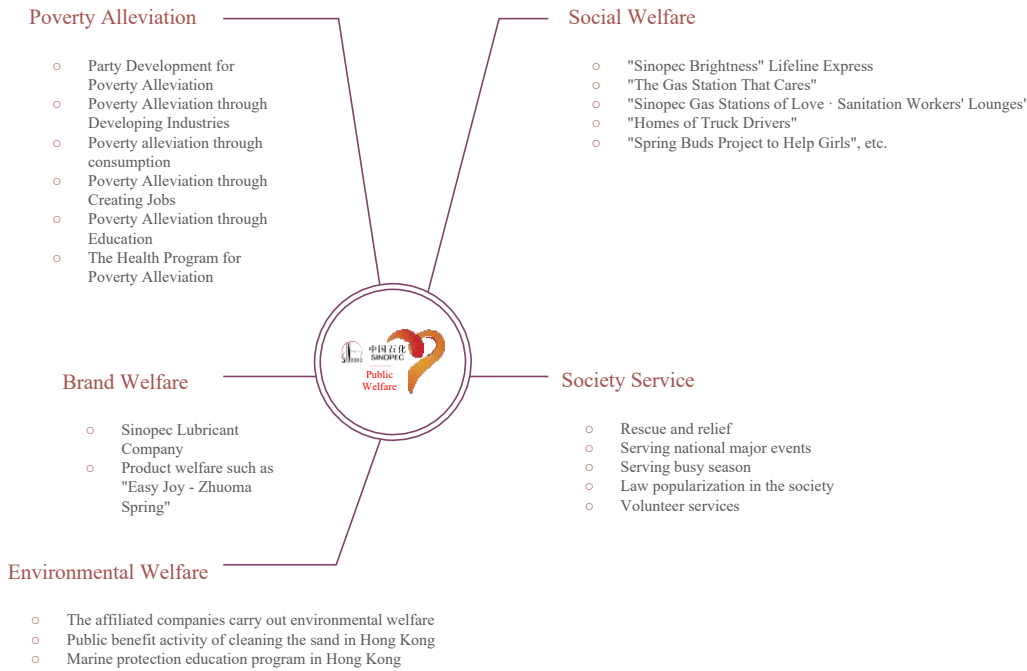 Poverty Alleviation
Party Development for
Poverty Alleviation
Poverty Alleviation through
Developing Industries
Poverty alleviation through
consumption
Poverty Alleviation through
Creating Jobs
Poverty Alleviation through
Education
The Health Program for
Poverty Alleviation
Social Welfare
"Sinopec Brightness" Lifeline Express
"The Gas Station That Cares"
"Sinopec Gas Stations of Love · Sanitation Workers' Lounges'
"Homes of Truck Drivers"
"Spring Buds Project to Help Girls", etc.
中国石化
SINOPEC
Public
Welfare
Brand Welfare
Sinopec Lubricant
Company
Product welfare such as
"Easy Joy - Zhuoma
Spring"
Society Service
Rescue and relief
Serving national major events
Serving busy season
Law popularization in the society
Volunteer services
Environmental Welfare
The affiliated companies carry out environmental welfare
Public benefit activity of cleaning the sand in Hong Kong
Marine protection education program in Hong Kong